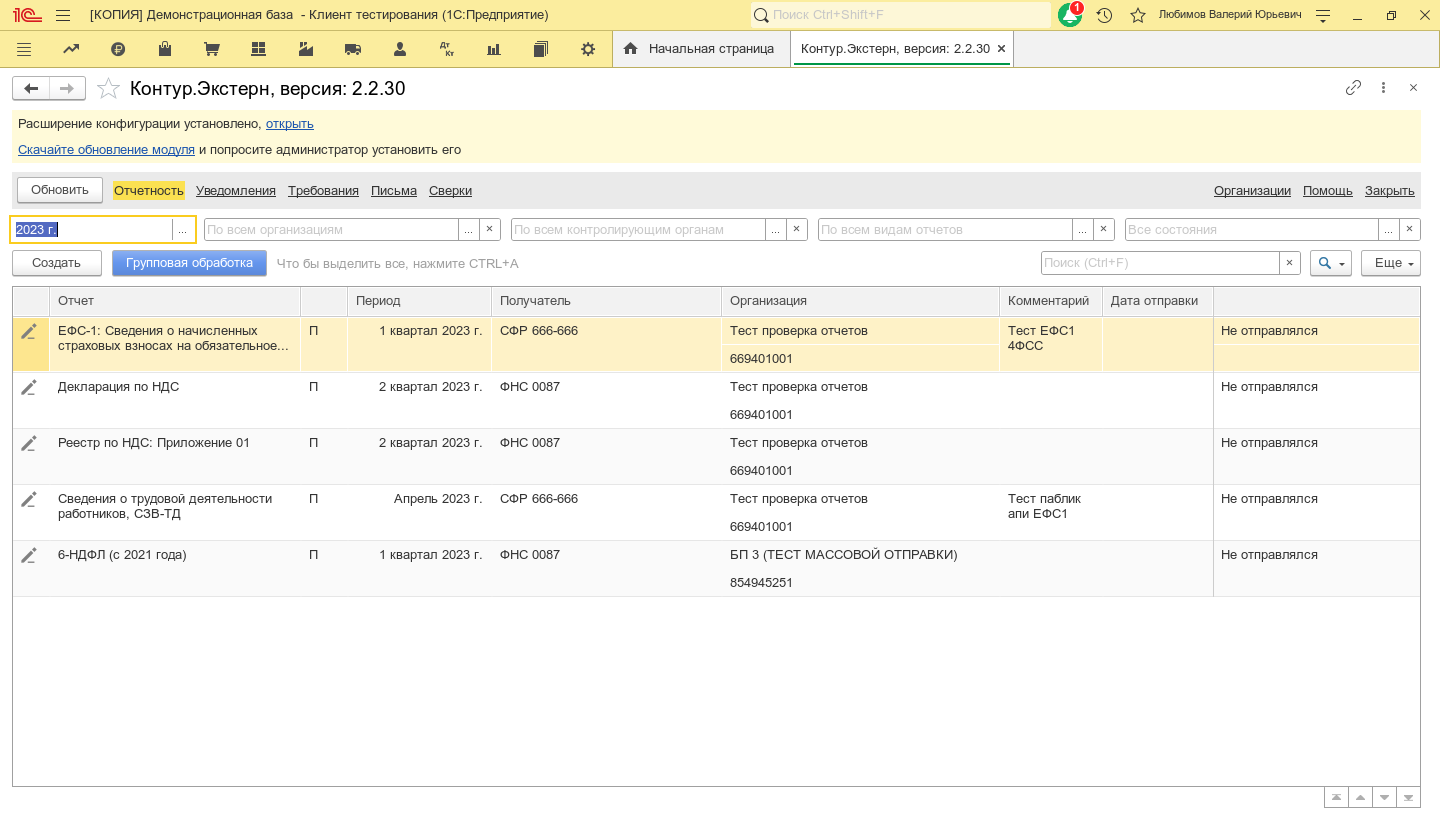 1С [КОПИЯ] Демонстрационная база - Клиент тестирования (1С:Предприятие) Поиск Ctrl+Shift+F 1 Любимов Валерий Юрьевич
Дт Кт Начальная страница Контур.Экстерн, версия: 2.2.30 ×
Контур.Экстерн, версия: 2.2.30
Расширение конфигурации установлено, открыть
Скачайте обновление модуля и попросите администратор установить его
Обновить Отчетность Уведомления Требования Письма Сверки Организации Помощь Закрыть
2023 г. ... По всем организациям ... × По всем контролирующим органам ... × По всем видам отчетов ... × Все состояния ... ×
Создать Групповая обработка Что бы выделить все, нажмите CTRL+A Поиск (Ctrl+F) × Еще
Отчет Период Получатель Организация Комментарий Дата отправки
ЕФС-1: Сведения о начисленных П 1 квартал 2023 г. СФР 666-666 Тест проверка отчетов Тест ЕФС1 Не отправлялся
страховых взносах на обязательное... 4ФСС
669401001
Декларация по НДС П 2 квартал 2023 г. ФНС 0087 Тест проверка отчетов Не отправлялся
669401001
Реестр по НДС: Приложение 01 П 2 квартал 2023 г. ФНС 0087 Тест проверка отчетов Не отправлялся
669401001
Сведения о трудовой деятельности П Апрель 2023 г. СФР 666-666 Тест проверка отчетов Тест паблик Не отправлялся
работников, СЗВ-ТД апи ЕФС1
669401001
6-НДФЛ (с 2021 года) П 1 квартал 2023 г. ФНС 0087 БП 3 (ТЕСТ МАССОВОЙ ОТПРАВКИ) Не отправлялся
854945251